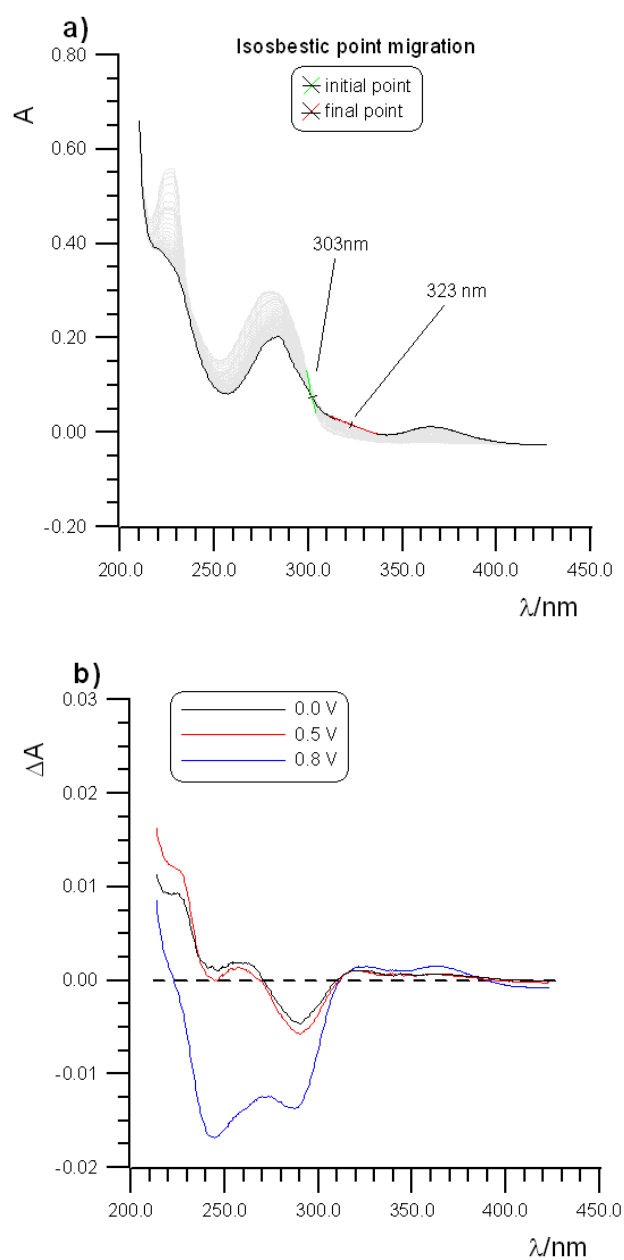 a)
Isosbestic point migration
initial point
final point
A
0.80
0.60
0.40
0.20
0.00
-0.20
303nm
323 nm
200.0 250.0 300.0 350.0 400.0 450.0
λ/nm
b)
0.0 V
0.5 V
0.8 V
ΔA
0.03
0.02
0.01
0.00
-0.01
-0.02
200.0 250.0 300.0 350.0 400.0 450.0
λ/nm